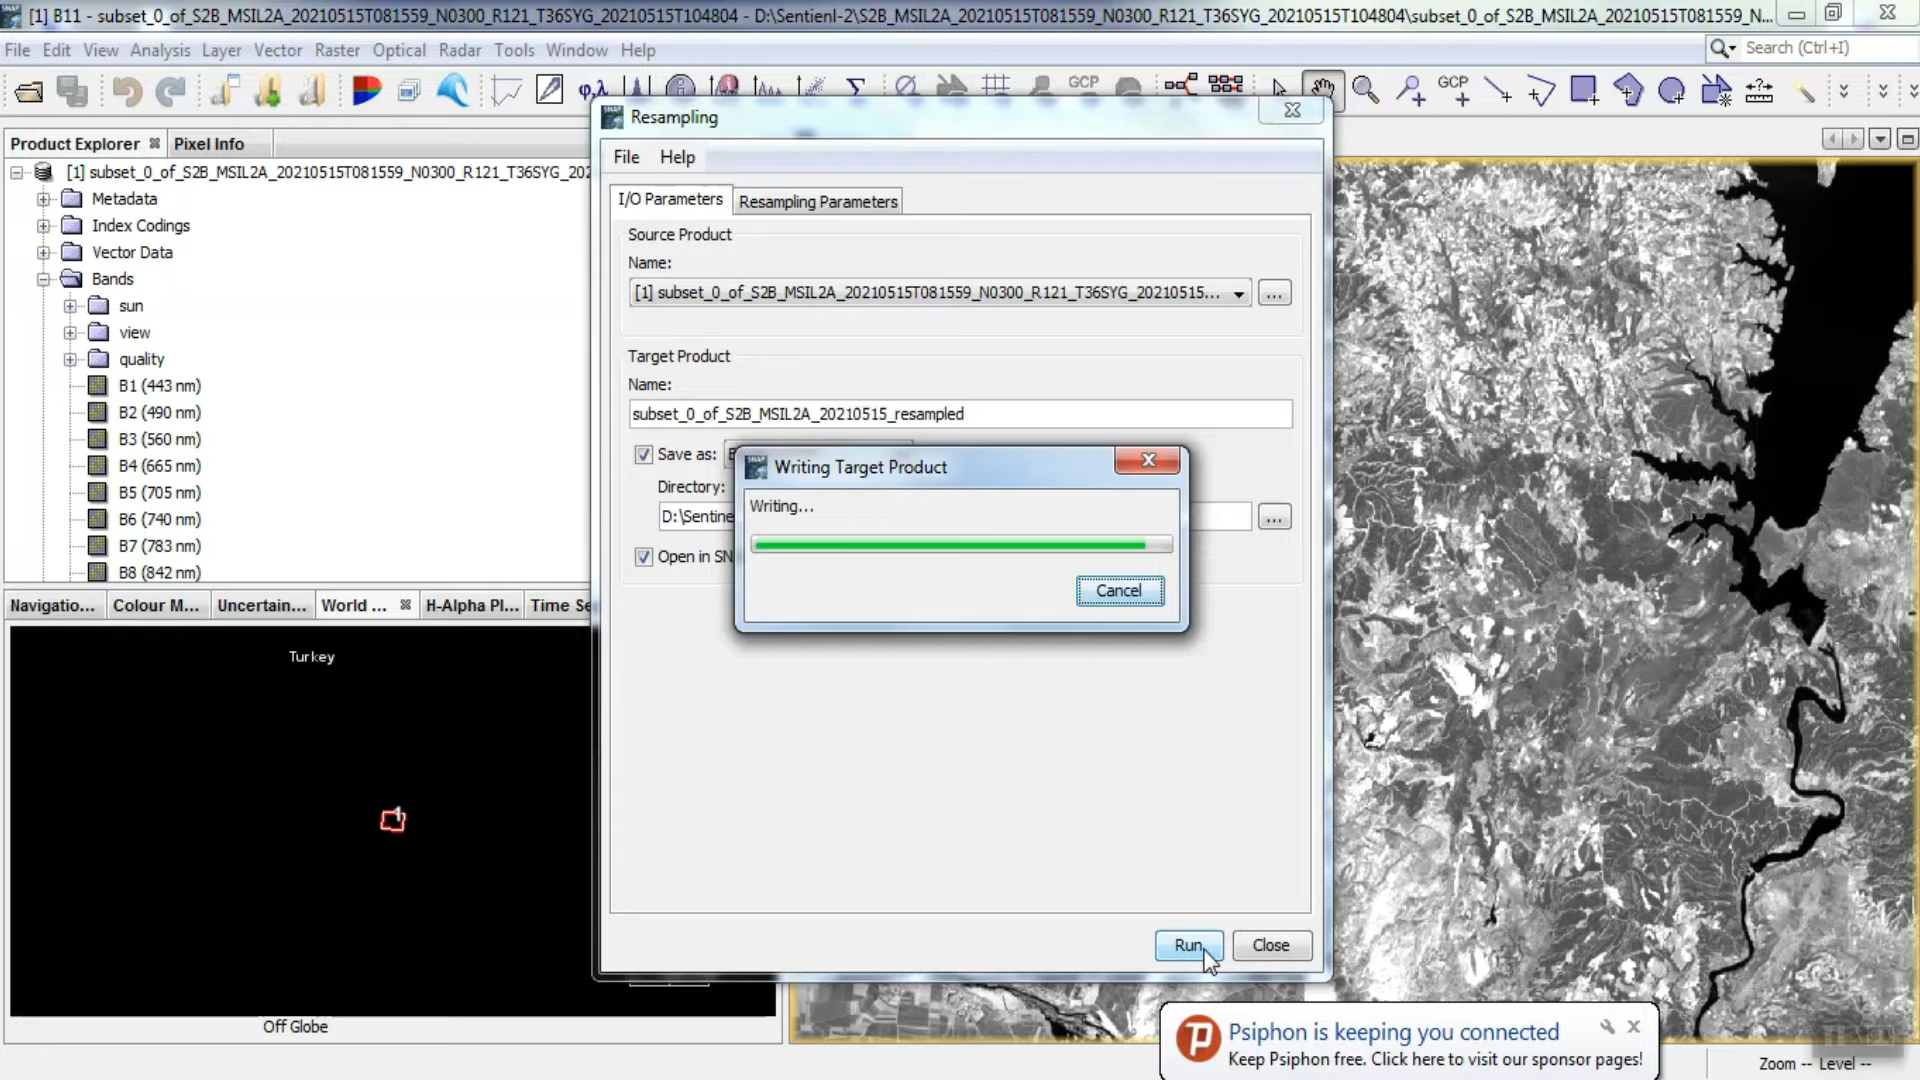 [1] B11 - subset_0_of_S2B_MSIL2A_20210515T081559_N0300_R121_T36SYG_20210515T104804 - D:\Sentienl-2\S2B_MSIL2A_20210515T081559_N0300_R121_T36SYG_20210515T104804\subset_0_of_S2B_MSIL2A_20210515T081559_N...
File Edit View Analysis Layer Vector Raster Optical Radar Tools Window Help
Search (Ctrl+I)
GCP
GCP
Product Explorer
Pixel Info
[1] subset_0_of_S2B_MSIL2A_20210515T081559_N0300_R121_T36SYG_202
Metadata
Index Codings
Vector Data
Bands
sun
view
quality
B1 (443 nm)
B2 (490 nm)
B3 (560 nm)
B4 (665 nm)
B5 (705 nm)
B6 (740 nm)
B7 (783 nm)
B8 (842 nm)
Navigatio... Colour M... Uncertain... World ... H-Alpha Pl... Time Se
Turkey
1
Off Globe
SNAP
Resampling
File Help
I/O Parameters
Resampling Parameters
Source Product
Name:
[1] subset_0_of_S2B_MSIL2A_20210515T081559_N0300_R121_T36SYG_20210515...
...
Target Product
Name:
subset_0_of_S2B_MSIL2A_20210515_resampled
Save as:
Directory:
D:\Sentine
...
Open in SN
SNAP
Writing Target Product
Writing...
Cancel
Run
Close
Psiphon is keeping you connected
Keep Psiphon free. Click here to visit our sponsor pages!
Zoom -- Level --